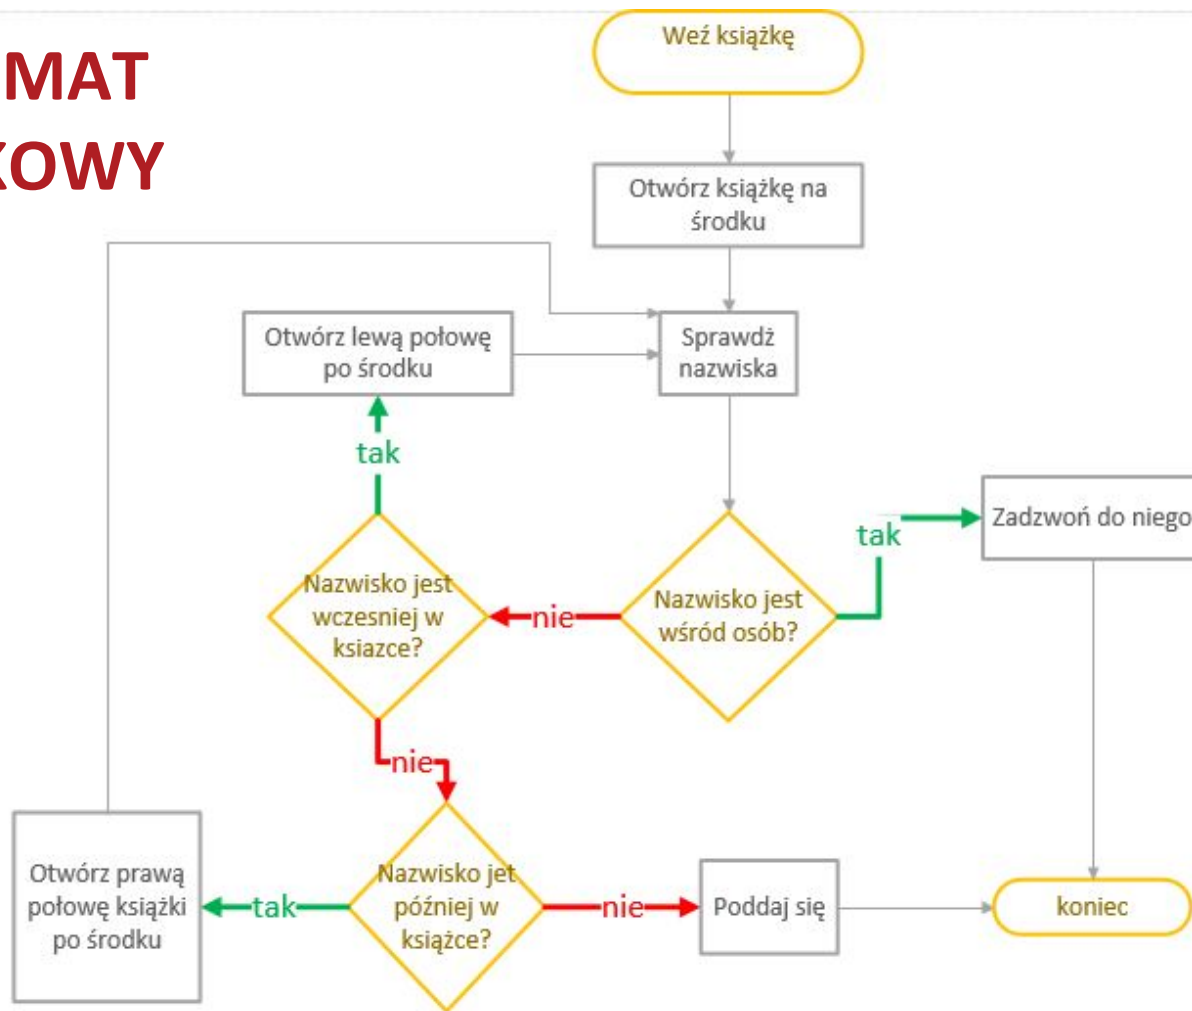 MAT
KOWY
Weź książkę
Otwórz książkę na
środku
Otwórz lewą połowę
po środku
Sprawdż
nazwiska
tak
Nazwisko jest
wczesniej w
ksiazce?
nie
Nazwisko jest
wśród osób?
tak
Zadzwoń do niego
nie
Otwórz prawą
połowę książki
po środku
tak
Nazwisko jet
później w
książce?
nie
Poddaj się
koniec